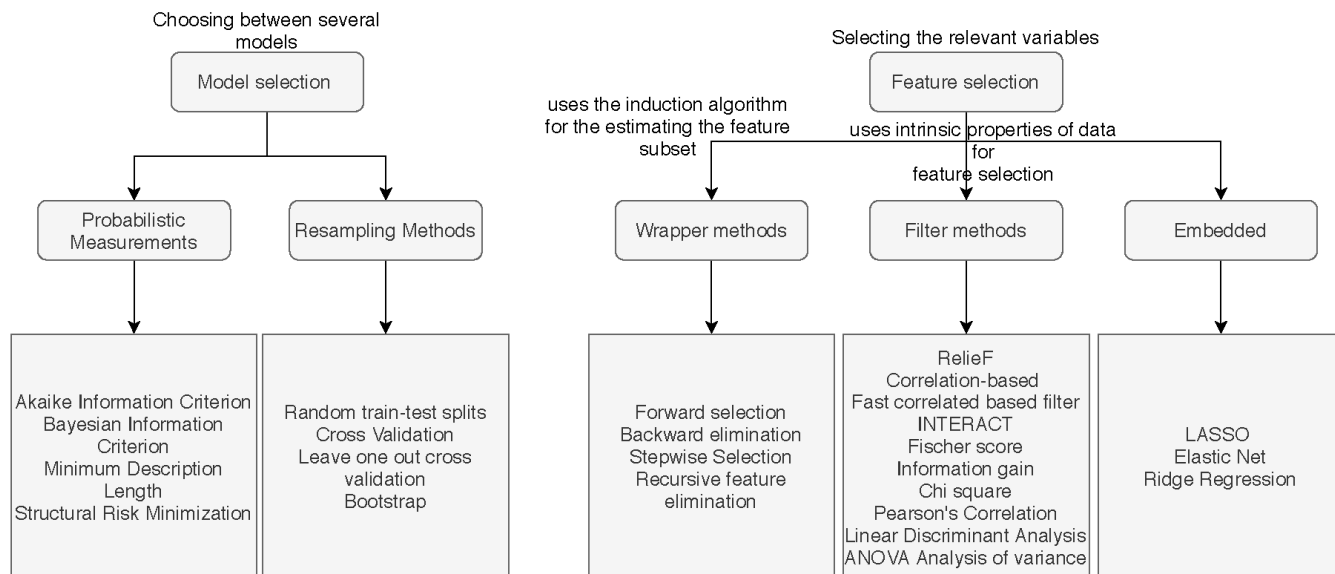 Choosing between several
models
Model selection
Probabilistic
Measurements
Resampling Methods
Akaike Information Criterion
Bayesian Information
Criterion
Minimum Description
Length
Structural Risk Minimization
Random train-test splits
Cross Validation
Leave one out cross
validation
Bootstrap
Selecting the relevant variables
Feature selection
uses the induction algorithm
for the estimating the feature
subset
uses intrinsic properties of data
for
feature selection
Wrapper methods
Filter methods
Embedded
Forward selection
Backward elimination
Stepwise Selection
Recursive feature
elimination
RelieF
Correlation-based
Fast correlated based filter
INTERACT
Fischer score
Information gain
Chi square
Pearson's Correlation
Linear Discriminant Analysis
ANOVA Analysis of variance
LASSO
Elastic Net
Ridge Regression